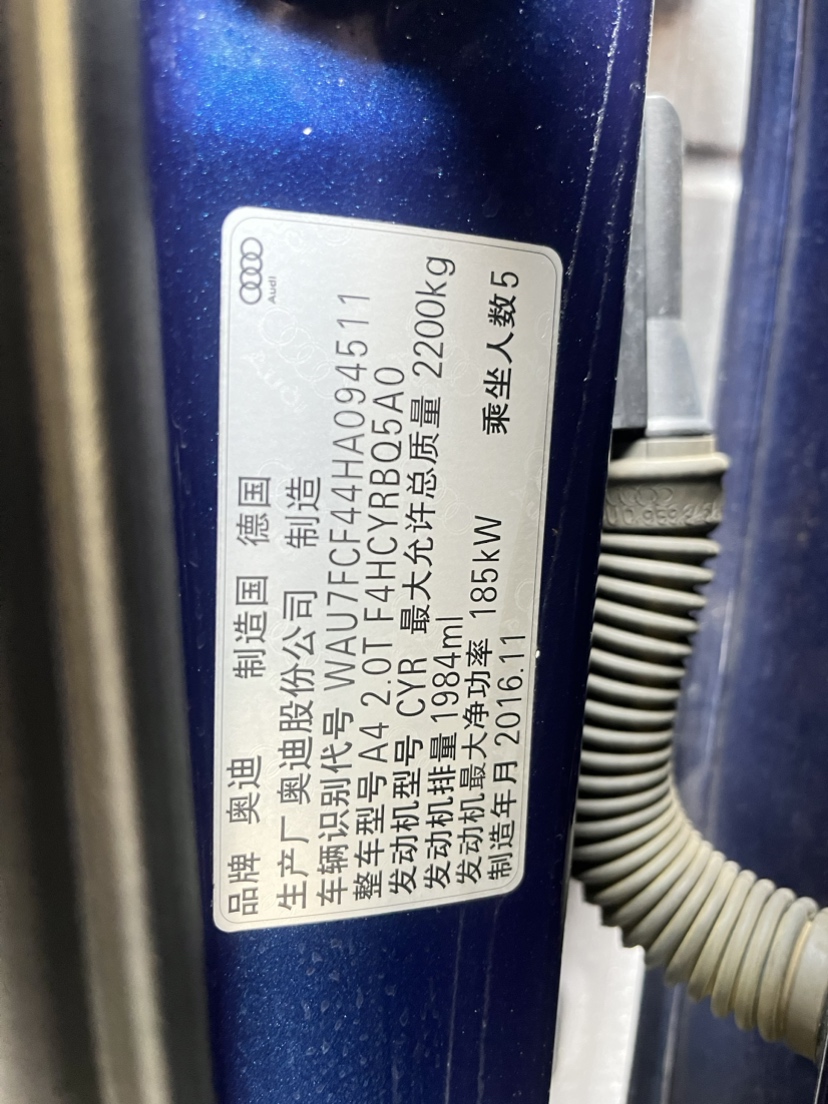 Audi
品牌 奥迪 制造国 德国
生产厂 奥迪股份公司 制造
车辆识别代号 WAU7FCF44HA094511
整车型号 A4 2.0T F4HCYRBQ5A0
发动机型号 CYR 最大允许总质量 2200kg
发动机排量 1984ml
发动机最大净功率 185kW 乘坐人数 5
制造年月 2016.11